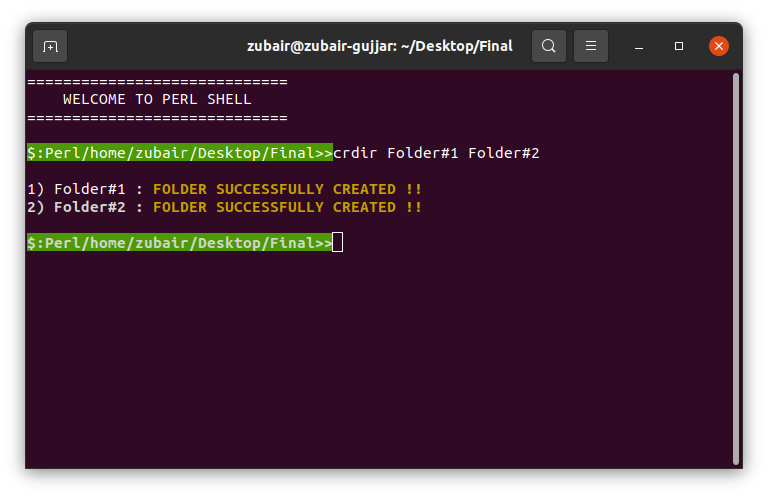 zubair@zubair-gujjar: ~/Desktop/Final
==============================
WELCOME TO PERL SHELL
==============================
$:Perl/home/zubair/Desktop/Final>>crdir Folder#1 Folder#2
1) Folder#1 : FOLDER SUCCESSFULLY CREATED !!
2) Folder#2 : FOLDER SUCCESSFULLY CREATED !!
$:Perl/home/zubair/Desktop/Final>>